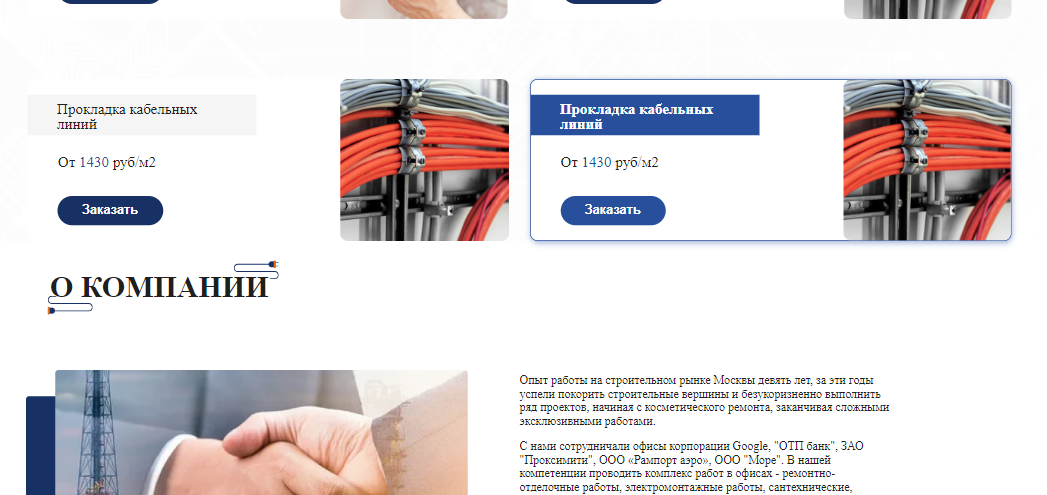 Прокладка кабельных
линий
От 1430 руб/м2
Заказать
Прокладка кабельных
линий
От 1430 руб/м2
Заказать
О КОМПАНИИ
Опыт работы на строительном рынке Москвы девять лет, за эти годы
успели покорить строительные вершины и безукоризненно выполнить
ряд проектов, начиная с косметического ремонта, заканчивая сложными
эксклюзивными работами.
С нами сотрудничали офисы корпорации Google, "ОТП банк", ЗАО
"Проксимити", ООО «Рампорт аэро», ООО "Море". В нашей
компетенции проводить комплекс работ в офисах - ремонтно-
отделочные работы, электромонтажные работы, сантехнические,